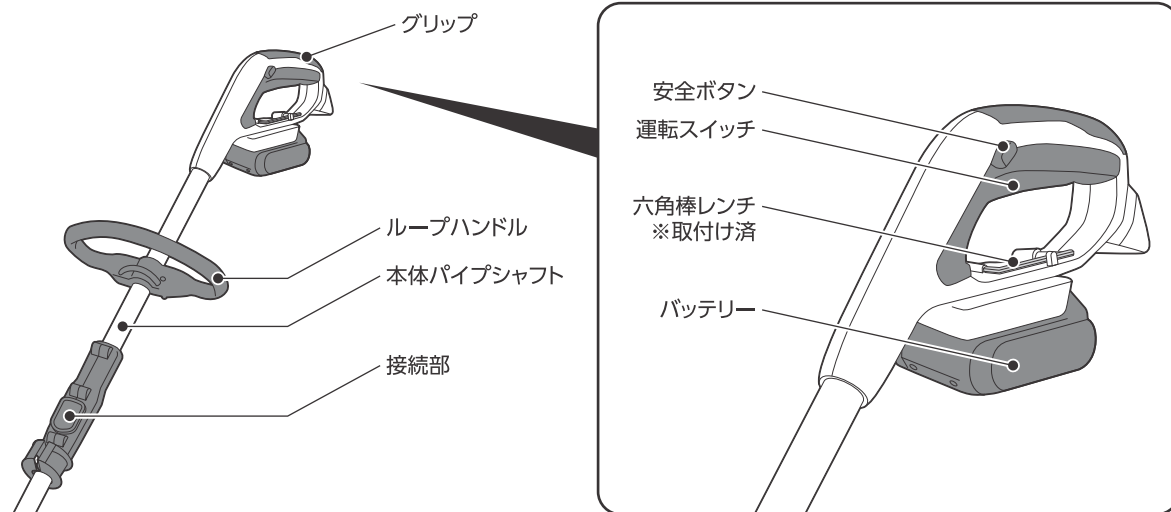 グリップ
ループハンドル
本体パイプシャフト
接続部
安全ボタン
運転スイッチ
六角棒レンチ
※取付け済
バッテリー